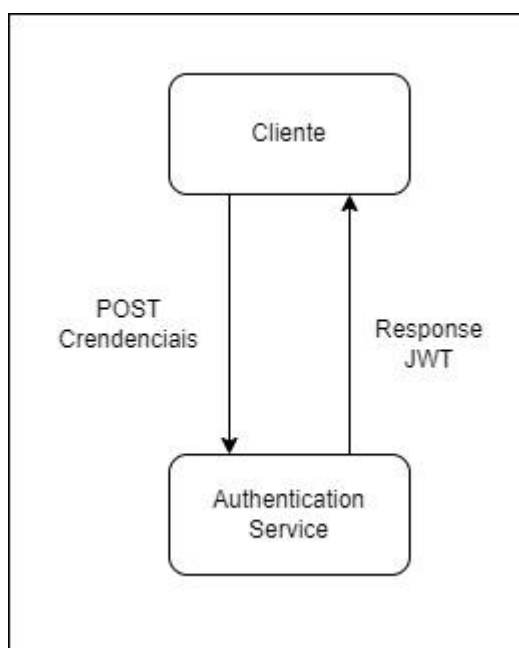 Cliente
POST
Crendenciais
Response
JWT
Authentication
Service